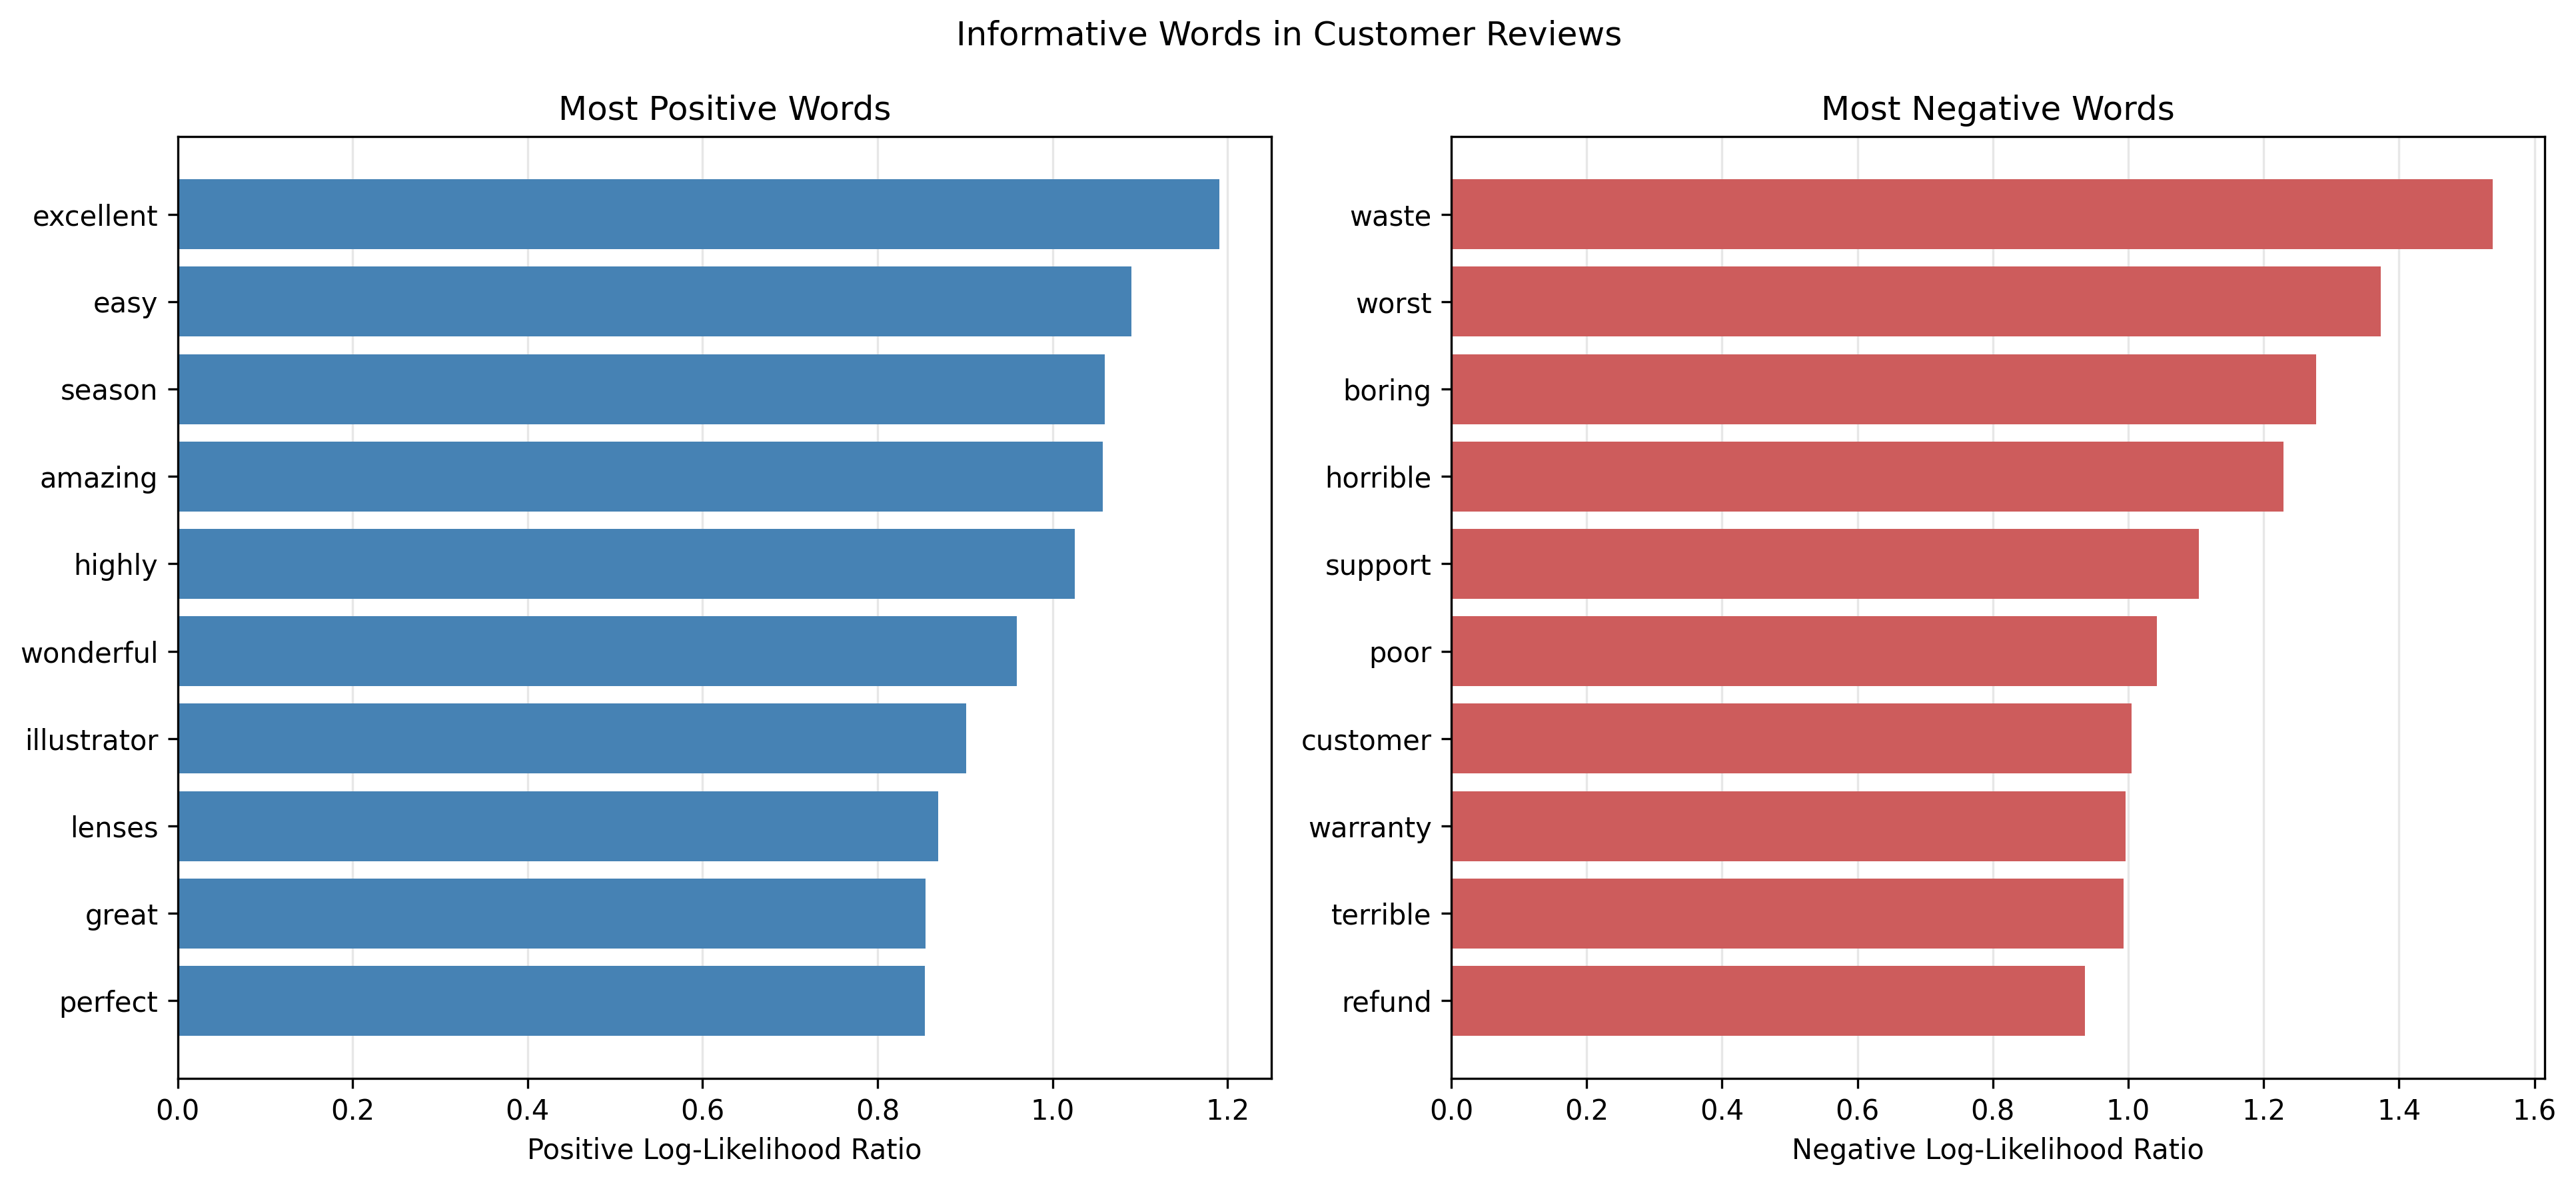 Informative Words in Customer Reviews
Most Positive Words
excellent
easy
season
amazing
highly
wonderful
illustrator
lenses
great
perfect
0.0 0.2 0.4 0.6 0.8 1.0 1.2
Positive Log-Likelihood Ratio
Most Negative Words
waste
worst
boring
horrible
support
poor
customer
warranty
terrible
refund
0.0 0.2 0.4 0.6 0.8 1.0 1.2 1.4 1.6
Negative Log-Likelihood Ratio